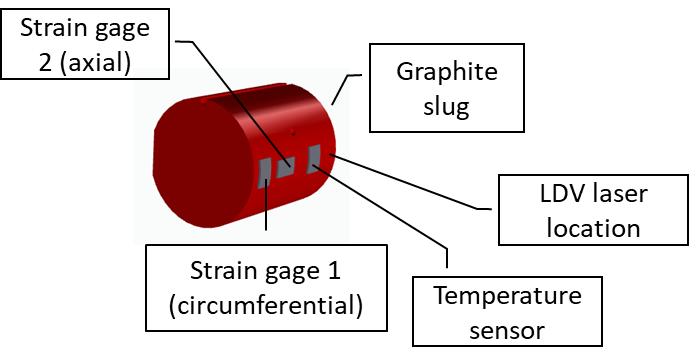 Strain gage
2 (axial)
Graphite
slug
LDV laser
location
Strain gage 1
(circumferential)
Temperature
sensor